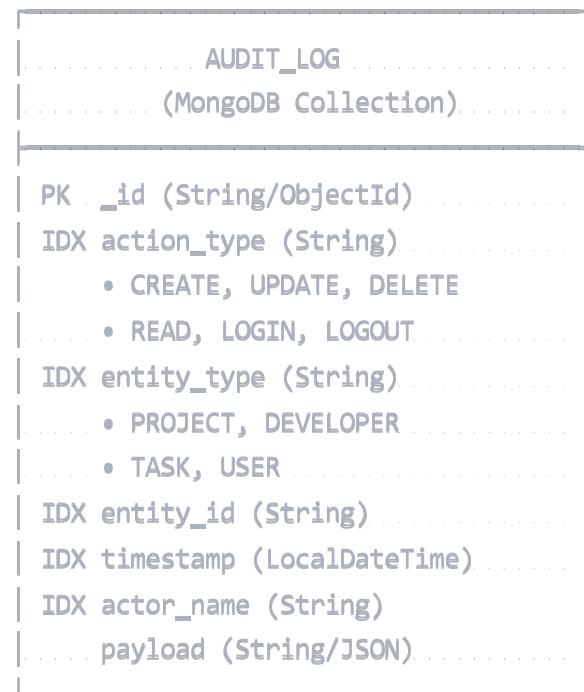 AUDIT_LOG
(MongoDB Collection)
PK _id (String/ObjectId)
IDX action_type (String)
• CREATE, UPDATE, DELETE
• READ, LOGIN, LOGOUT
IDX entity_type (String)
• PROJECT, DEVELOPER
• TASK, USER
IDX entity_id (String)
IDX timestamp (LocalDateTime)
IDX actor_name (String)
payload (String/JSON)